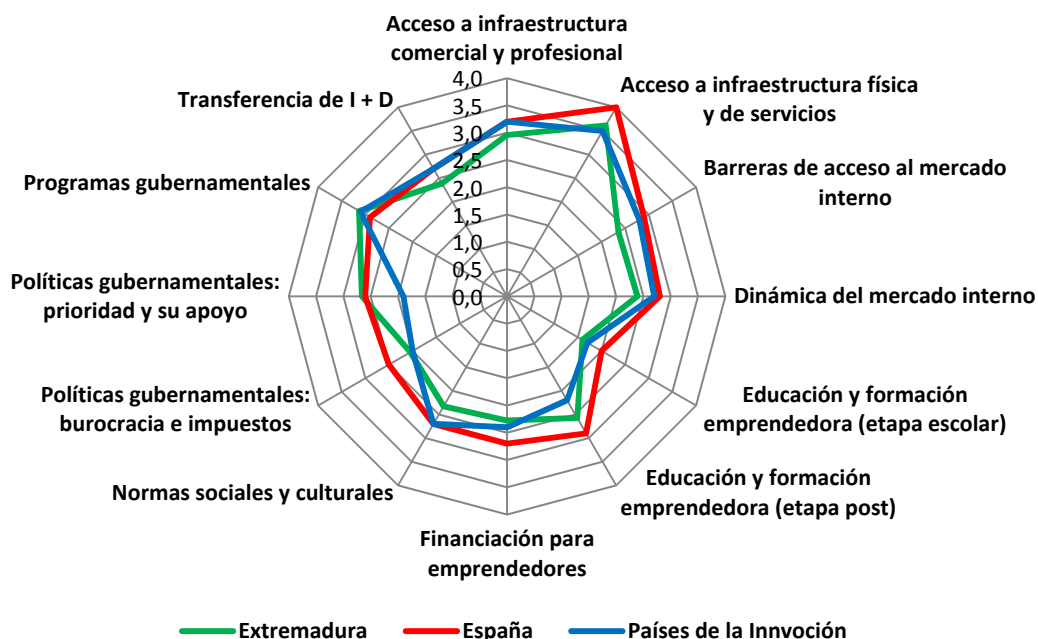 Acceso a infraestructura
comercial y profesional
Acceso a infraestructura física
y de servicios
Barreras de acceso al mercado
interno
Dinámica del mercado interno
Educación y formación
emprendedora (etapa escolar)
Educación y formación
emprendedora (etapa post)
Financiación para
emprendedores
Normas sociales y culturales
Políticas gubernamentales:
burocracia e impuestos
Políticas gubernamentales:
prioridad y su apoyo
Programas gubernamentales
Transferencia de I + D
4,0
3,5
3,0
2,5
2,0
1,5
1,0
0,5
0,0
Extremadura
España
Países de la Innvoción